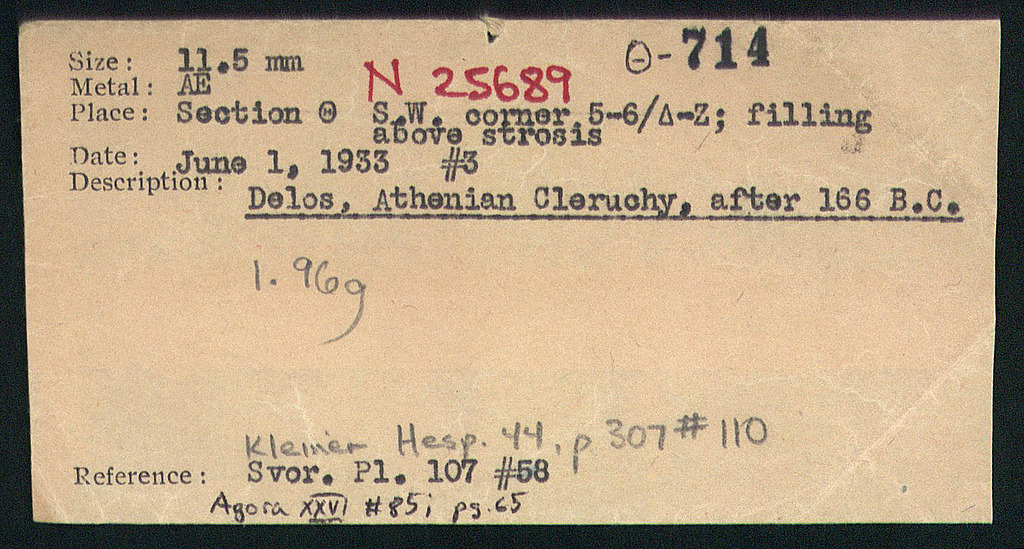 Θ-714
Size: 11.5 mm
N 25689
Metal: AE
Place: Section Θ S.W. corner 5-6/Δ-Z; filling
above strosis
Date: June 1, 1933 #3
Description:
Delos, Athenian Cleruchy, after 166 B.C.
1.96g
Kleiner Hesp. 44, p 307 # 110
Reference: Svor. Pl. 107 #58
Agora XXVI #85i pg. 65